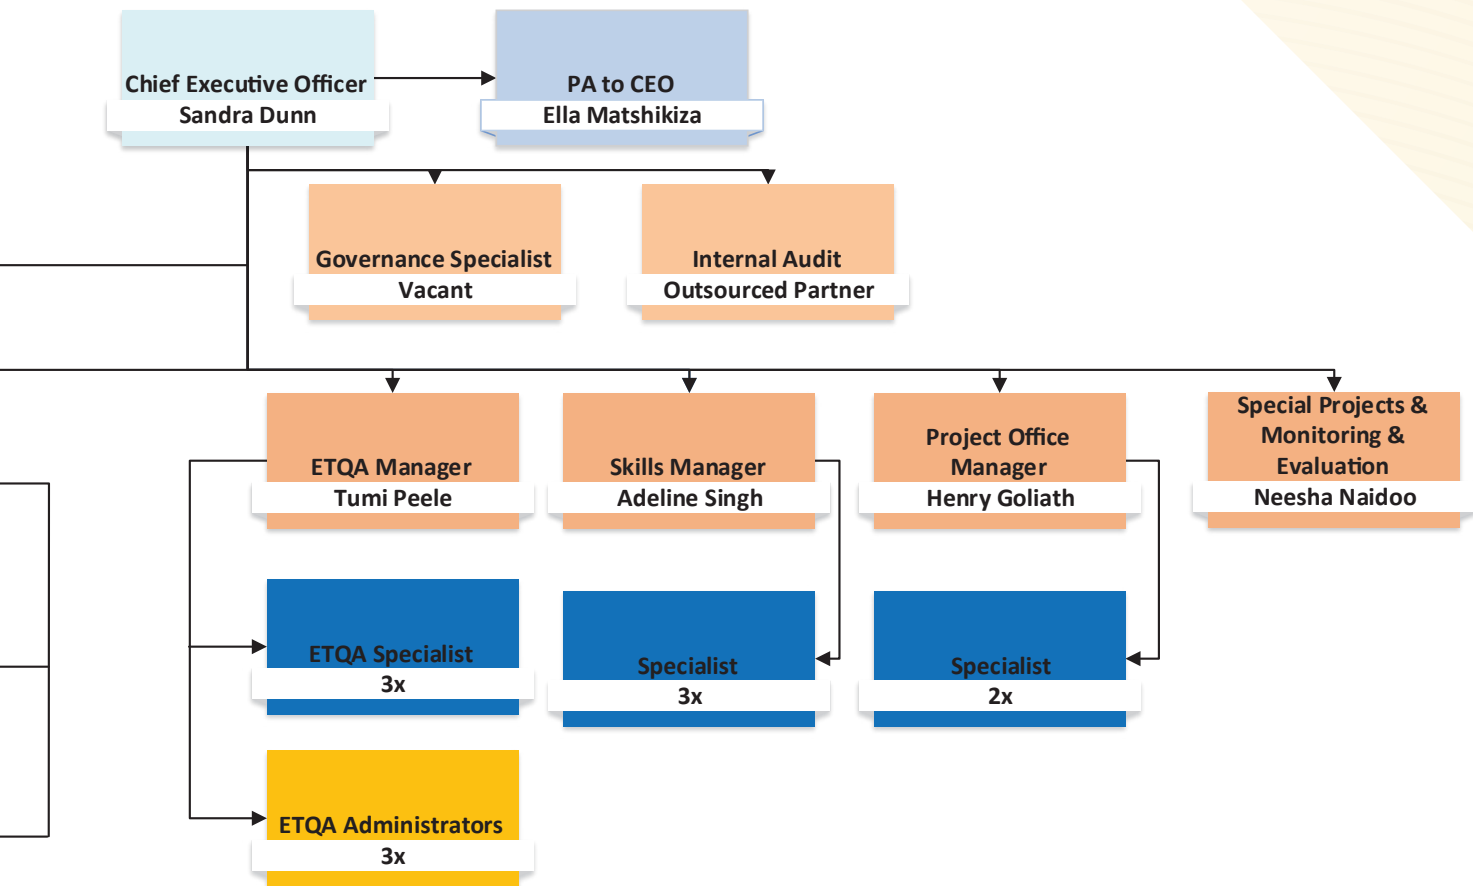 Chief Executive Officer
Sandra Dunn
PA to CEO
Ella Matshikiza
Governance Specialist
Vacant
Internal Audit
Outsourced Partner
ETQA Manager
Tumi Peele
Skills Manager
Adeline Singh
Project Office
Manager
Henry Goliath
Special Projects &
Monitoring &
Evaluation
Neesha Naidoo
ETQA Specialist
3x
Specialist
3x
Specialist
2x
ETQA Administrators
3x